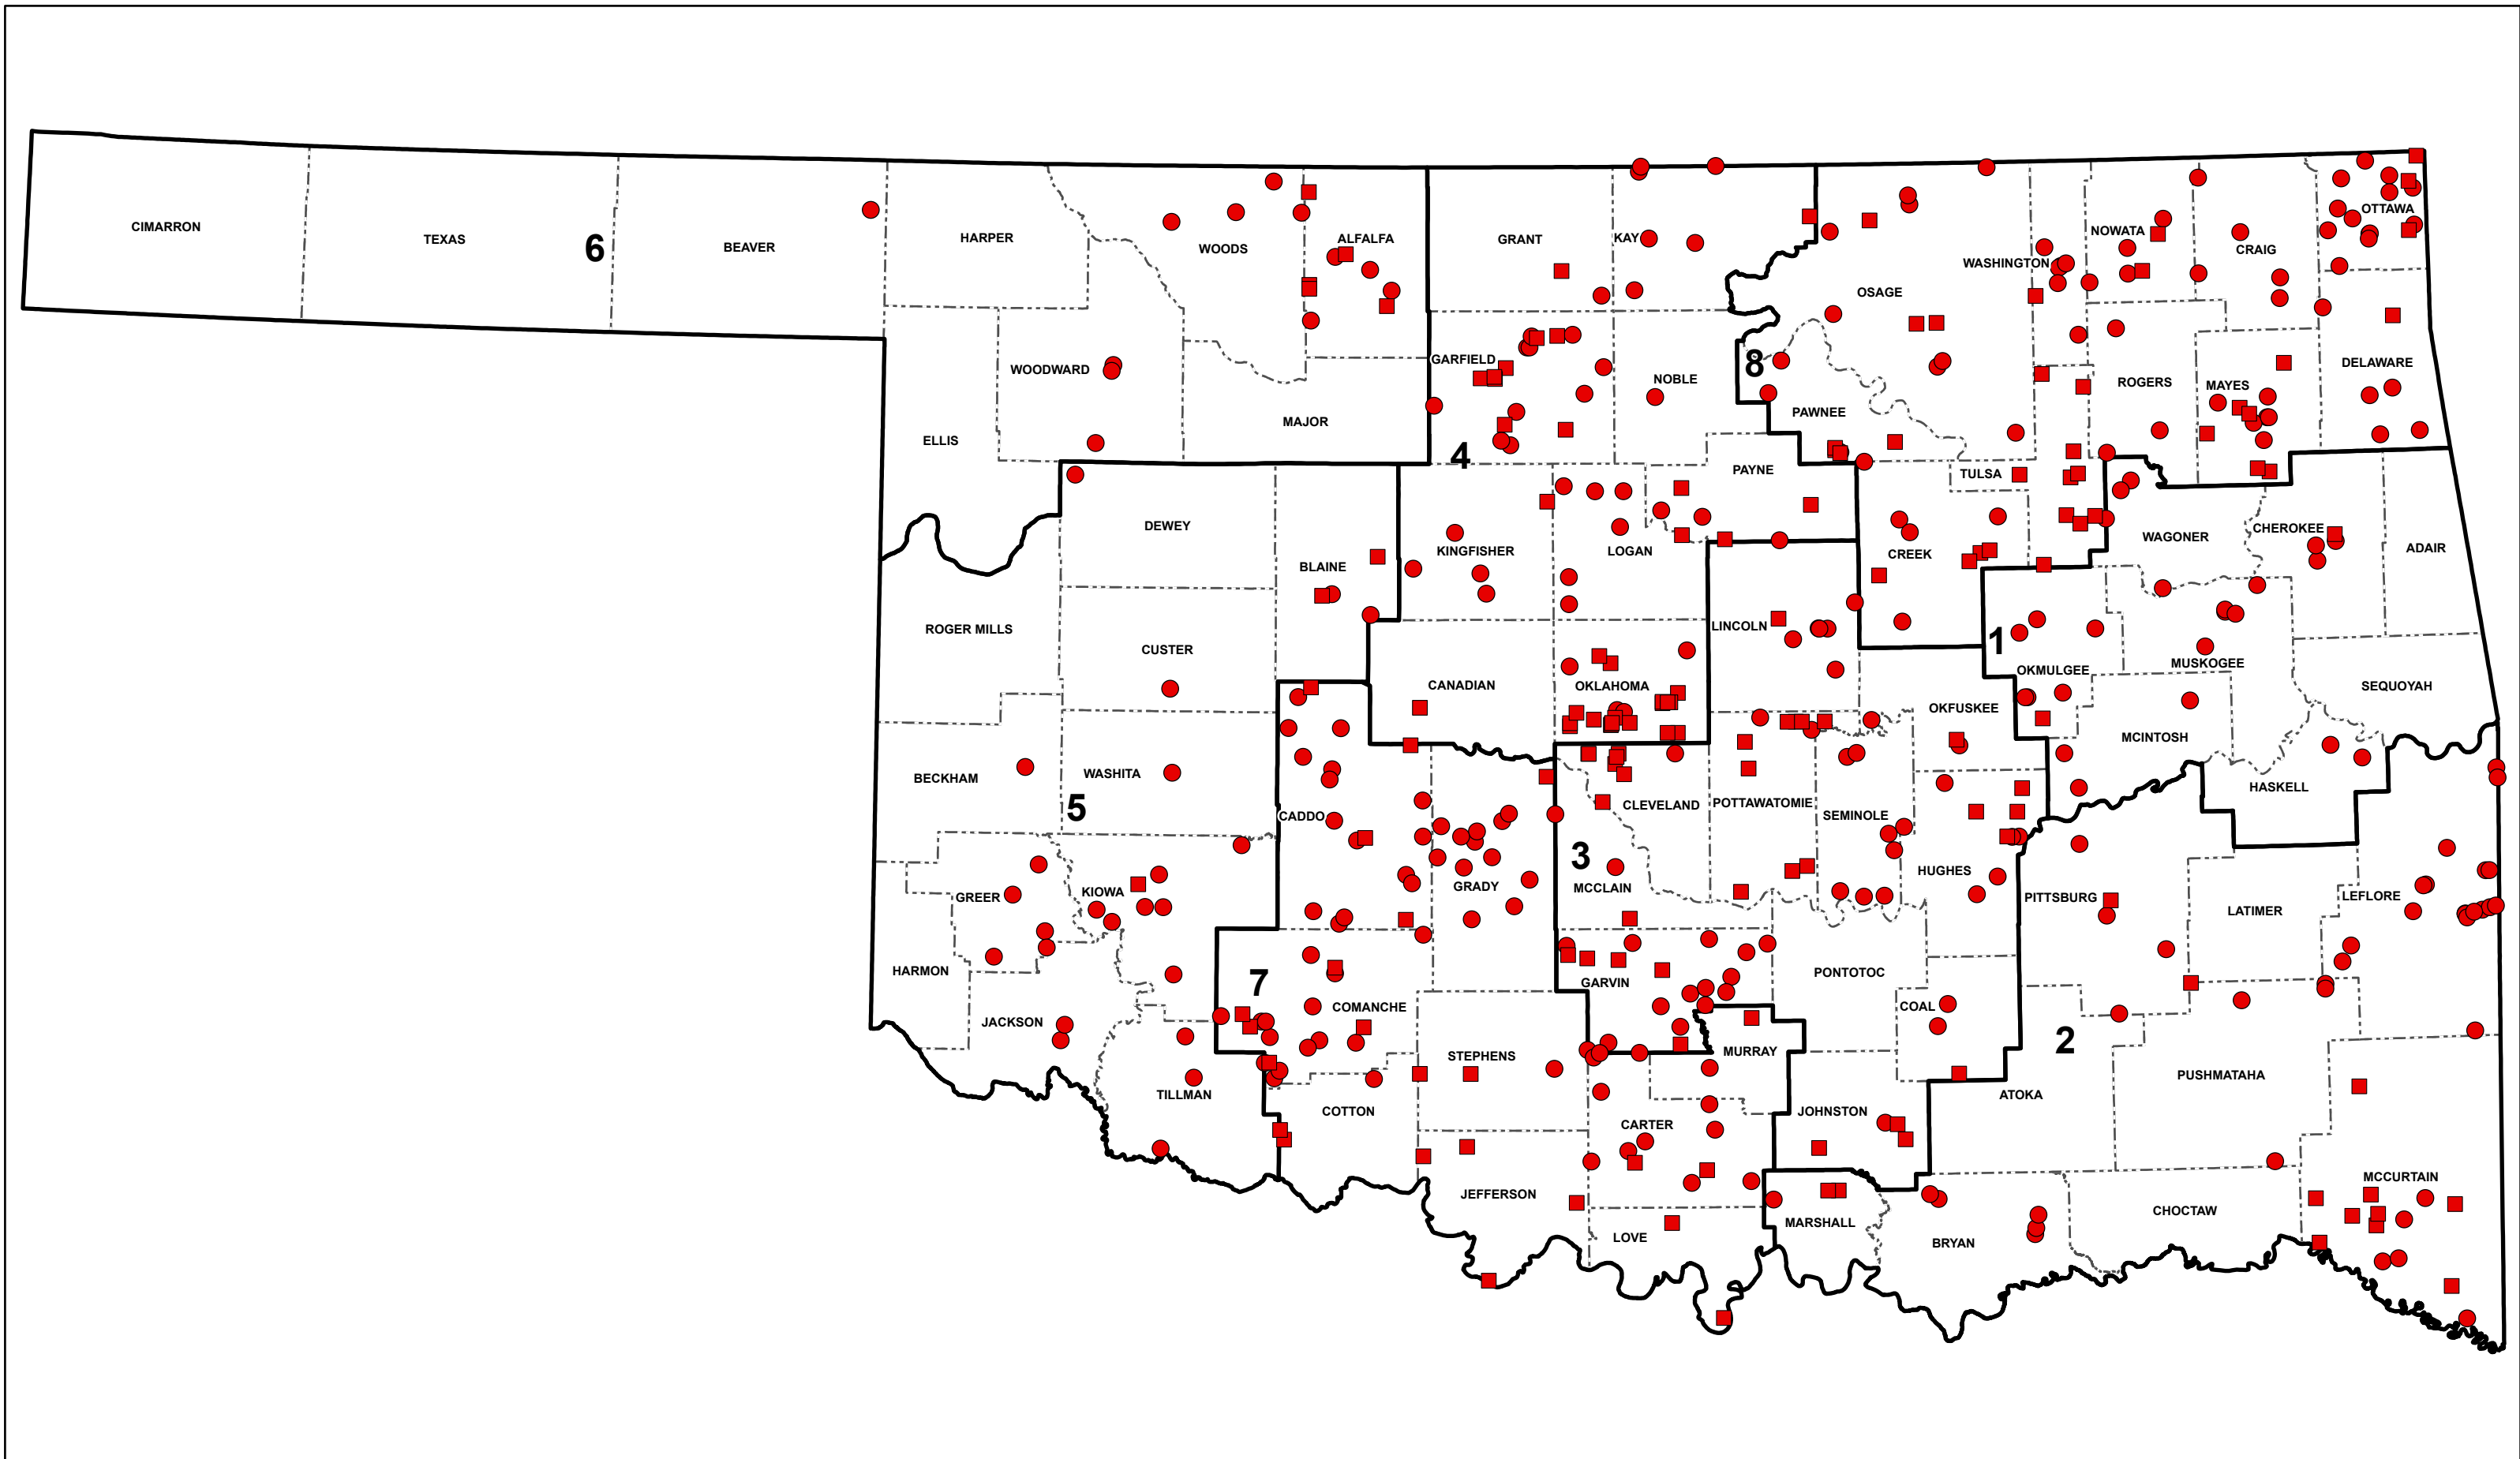 CIMARRON
TEXAS
6
BEAVER
HARPER
WOODS
ALFALFA
GRANT
KAY
OSAGE
WASHINGTON
NOWATA
CRAIG
OTTAWA
WOODWARD
ELLIS
MAJOR
GARFIELD
NOBLE
8
PAWNEE
ROGERS
MAYES
DELAWARE
4
PAYNE
TULSA
DEWEY
BLAINE
KINGFISHER
LOGAN
CREEK
WAGONER
CHEROKEE
ADAIR
ROGER MILLS
CUSTER
LINCOLN
1
CANADIAN
OKLAHOMA
OKMULGEE
MUSKOGEE
SEQUOYAH
OKFUSKEE
MCINTOSH
BECKHAM
WASHITA
5
CADDO
CLEVELAND
POTTAWATOMIE
SEMINOLE
HASKELL
3
GREER
KIOWA
GRADY
MCCLAIN
HUGHES
PITTSBURG
LATIMER
LEFLORE
HARMON
7
GARVIN
PONTOTOC
JACKSON
COMANCHE
COAL
2
STEPHENS
MURRAY
TILLMAN
COTTON
CARTER
JOHNSTON
ATOKA
PUSHMATAHA
JEFFERSON
LOVE
MARSHALL
BRYAN
CHOCTAW
MCCURTAIN